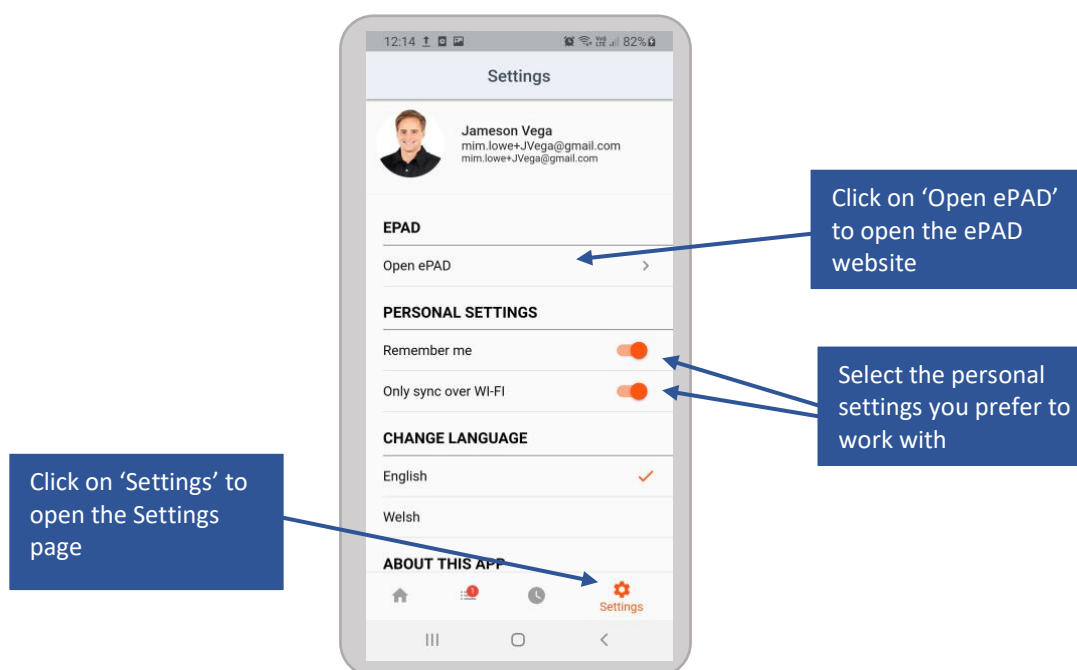 12:14
82%
Settings
Jameson Vega
mim.lowe+JVega@gmail.com
mim.lowe+JVega@gmail.com
EPAD
Open ePAD
PERSONAL SETTINGS
Remember me
Only sync over WI-FI
CHANGE LANGUAGE
English
Welsh
ABOUT THIS APP
1
Settings
Click on ‘Open ePAD’
to open the ePAD
website
Select the personal
settings you prefer to
work with
Click on ‘Settings’ to
open the Settings
page